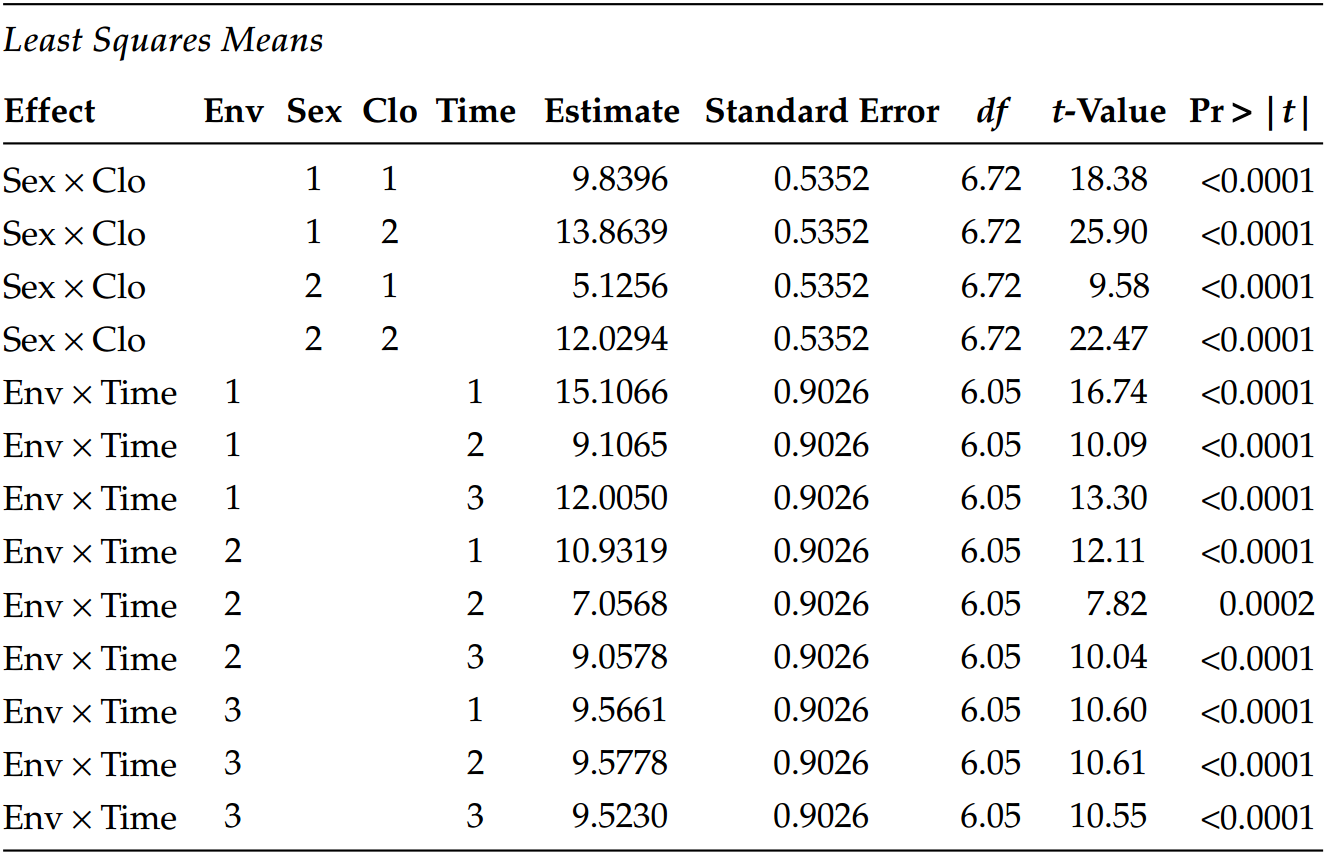 Least Squares Means
Effect Env Sex Clo Time Estimate Standard Error df t-Value Pr > |t|
Sex × Clo 1 1 9.8396 0.5352 6.72 18.38 <0.0001
Sex × Clo 1 2 13.8639 0.5352 6.72 25.90 <0.0001
Sex × Clo 2 1 5.1256 0.5352 6.72 9.58 <0.0001
Sex × Clo 2 2 12.0294 0.5352 6.72 22.47 <0.0001
Env × Time 1 1 15.1066 0.9026 6.05 16.74 <0.0001
Env × Time 1 2 9.1065 0.9026 6.05 10.09 <0.0001
Env × Time 1 3 12.0050 0.9026 6.05 13.30 <0.0001
Env × Time 2 1 10.9319 0.9026 6.05 12.11 <0.0001
Env × Time 2 2 7.0568 0.9026 6.05 7.82 0.0002
Env × Time 2 3 9.0578 0.9026 6.05 10.04 <0.0001
Env × Time 3 1 9.5661 0.9026 6.05 10.60 <0.0001
Env × Time 3 2 9.5778 0.9026 6.05 10.61 <0.0001
Env × Time 3 3 9.5230 0.9026 6.05 10.55 <0.0001